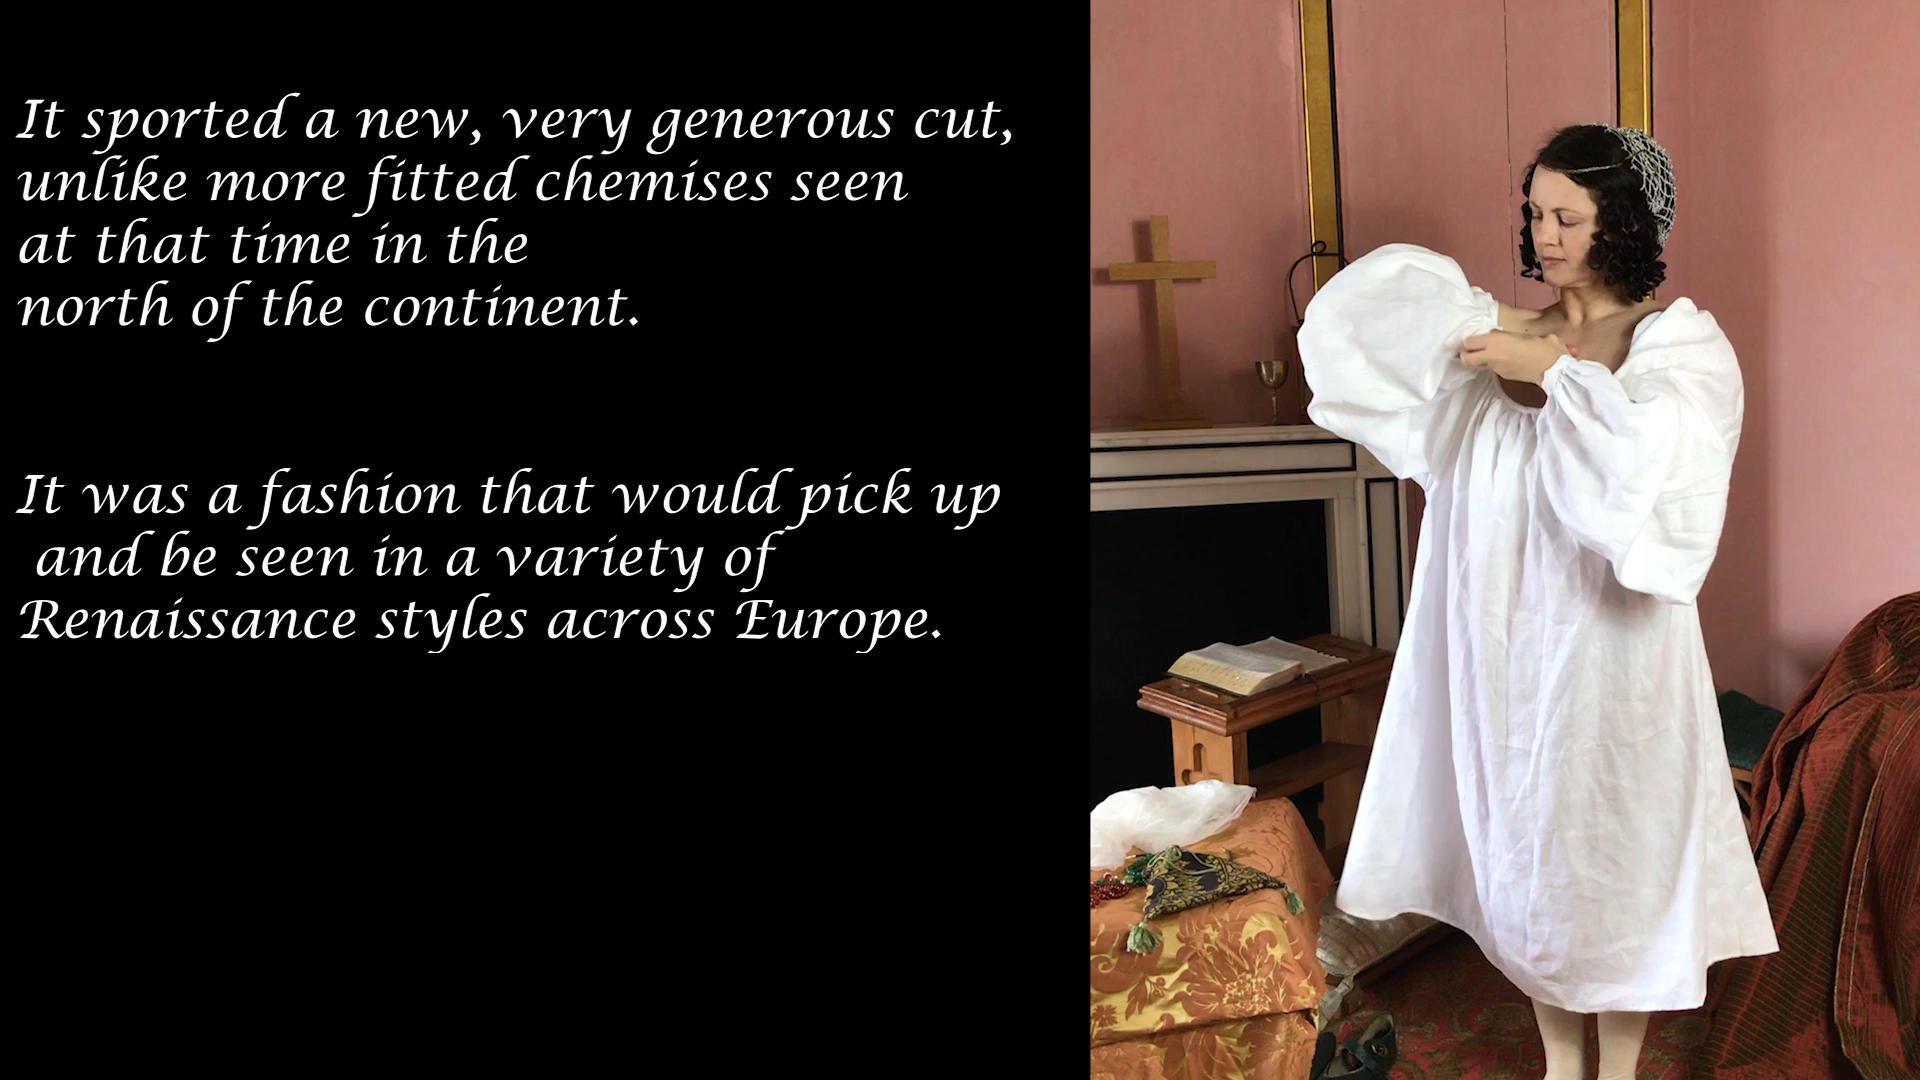 It sported a new, very generous cut,
unlike more fitted chemises seen
at that time in the
north of the continent.
It was a fashion that would pick up
and be seen in a variety of
Renaissance styles across Europe.